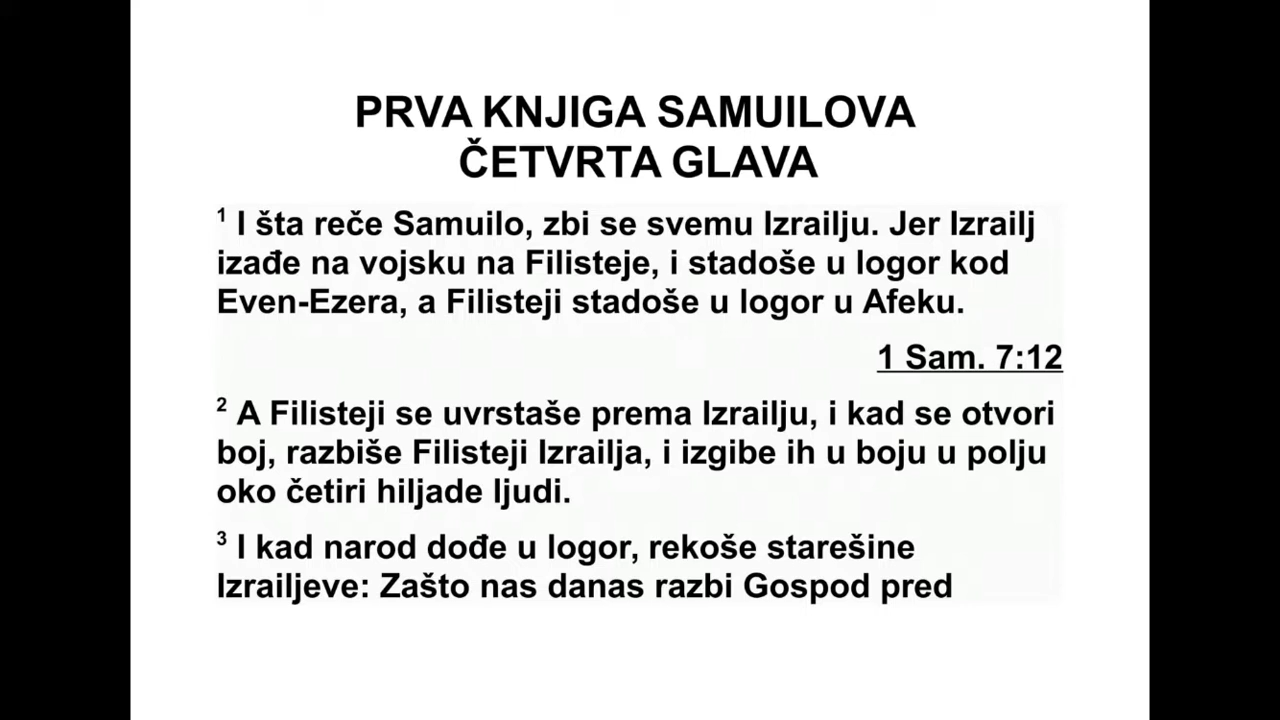 PRVA KNJIGA SAMUILOVA
ČETVRTA GLAVA
1 I šta reče Samuilo, zbi se svemu Izrailju. Jer Izrailj
izađe na vojsku na Filisteje, i stadoše u logor kod
Even-Ezera, a Filisteji stadoše u logor u Afeku.
1 Sam. 7:12
2 A Filisteji se uvrstaše prema Izrailju, i kad se otvori
boj, razbiše Filisteji Izrailja, i izgibe ih u boju u polju
oko četiri hiljade ljudi.
3 I kad narod dođe u logor, rekoše starešine
Izrailjeve: Zašto nas danas razbi Gospod pred